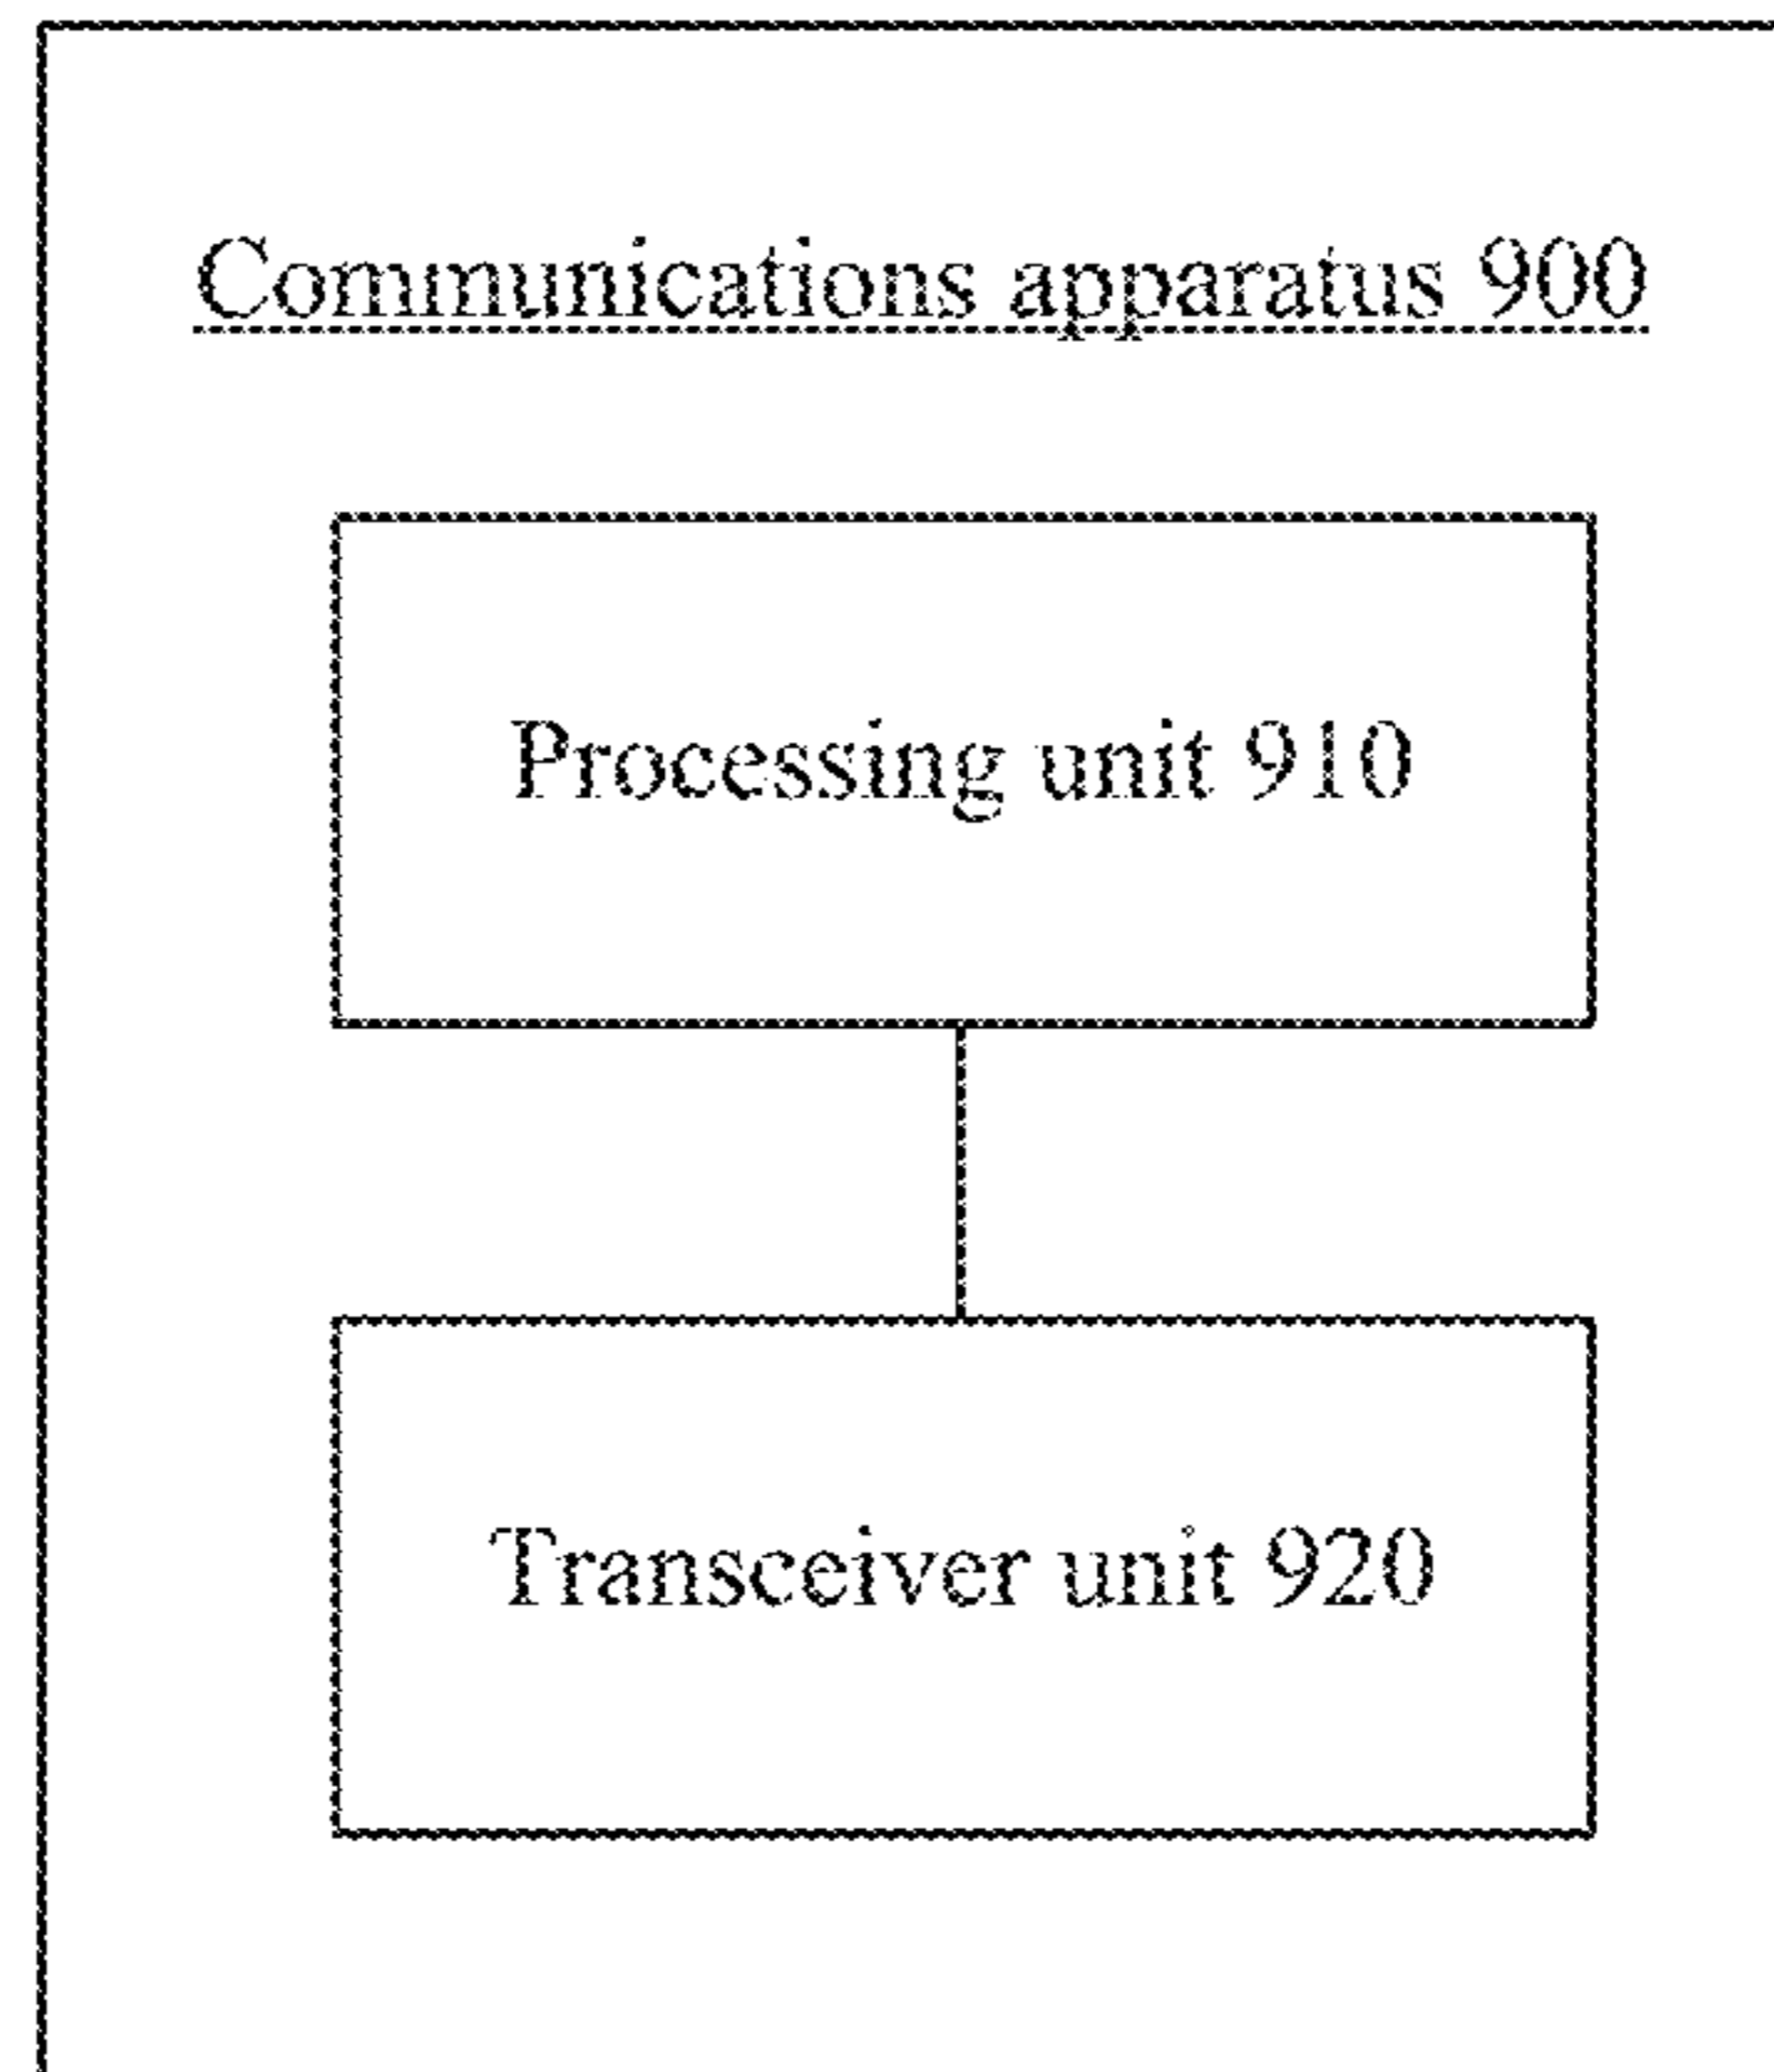 Communications apparatus 900
Processing unit 910
Transceiver unit 920